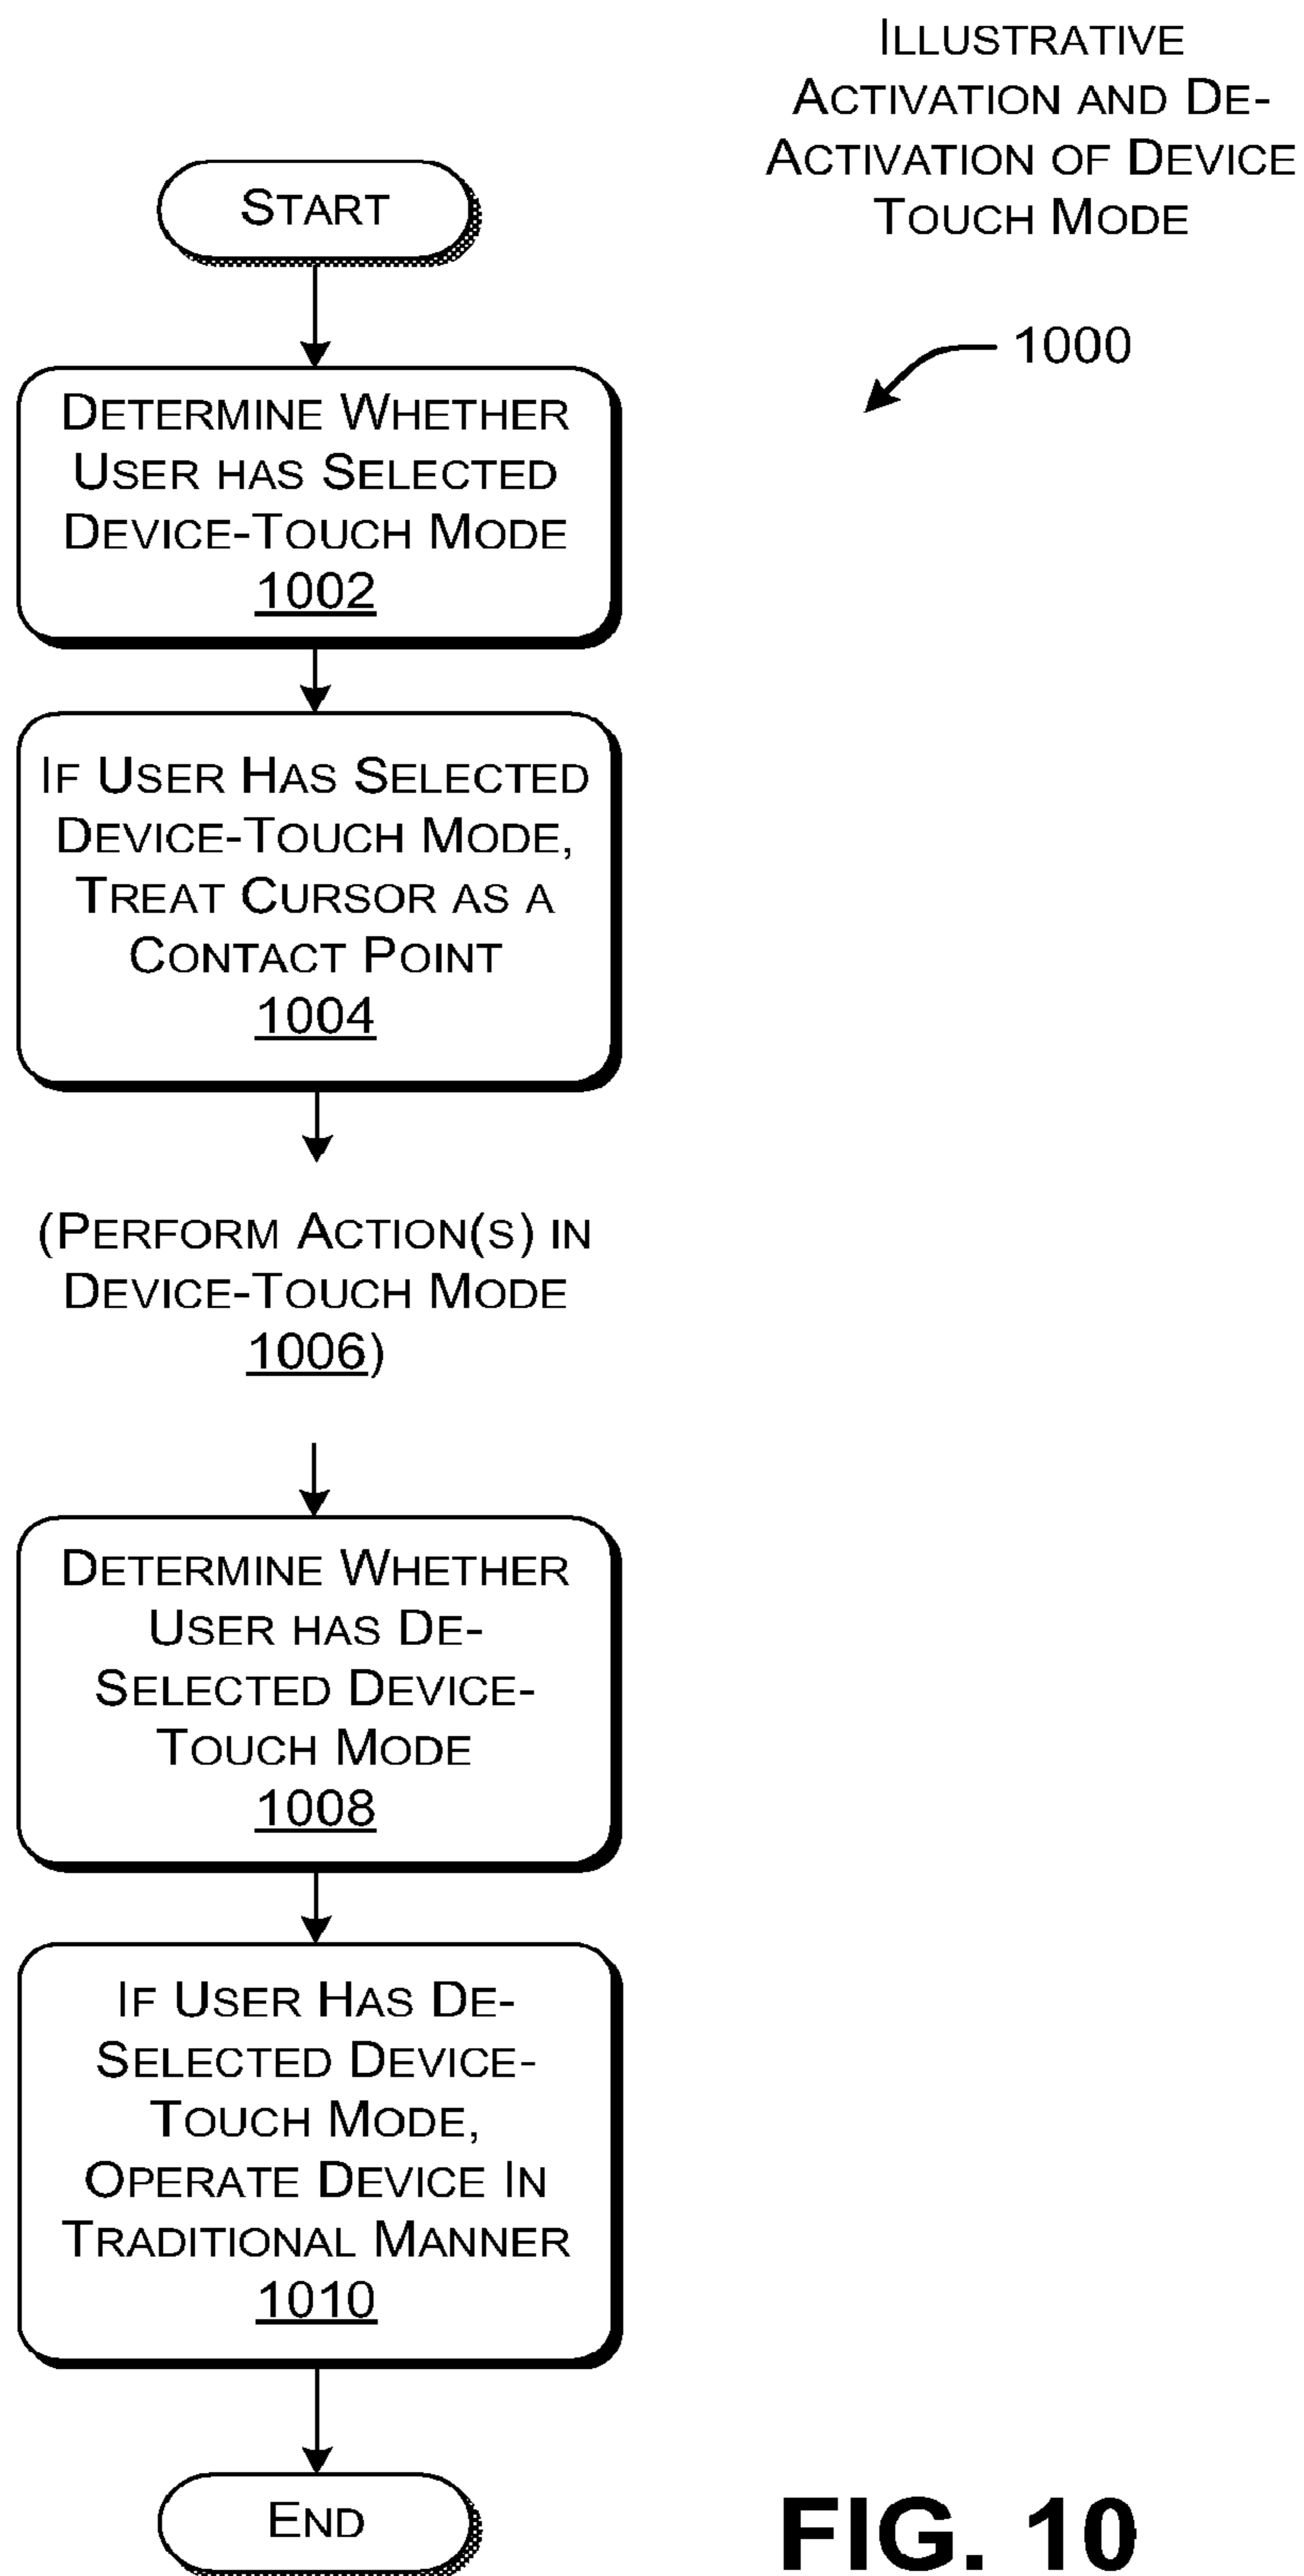 ILLUSTRATIVE
ACTIVATION AND DE-
ACTIVATION OF DEVICE
TOUCH MODE
1000
START
DETERMINE WHETHER
USER HAS SELECTED
DEVICE-TOUCH MODE
1002
IF USER HAS SELECTED
DEVICE-TOUCH MODE,
TREAT CURSOR AS A
CONTACT POINT
1004
(PERFORM ACTION(S) IN
DEVICE-TOUCH MODE
1006)
DETERMINE WHETHER
USER HAS DE-
SELECTED DEVICE-
TOUCH MODE
1008
IF USER HAS DE-
SELECTED DEVICE-
TOUCH MODE,
OPERATE DEVICE IN
TRADITIONAL MANNER
1010
END
FIG. 10